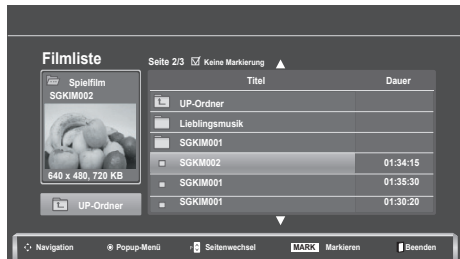 Filmliste
Seite 2/3 Keine Markierung
Titel Dauer
Spielfilm
SGKIM002
640 x 480, 720 KB
UP-Ordner
UP-Ordner
Lieblingsmusik
SGKIM001
SGKIM002 01:34:15
SGKIM001 01:35:30
SGKIM001 01:30:20
Navigation Popup-Menü Seitenwechsel MARK Markieren Beenden